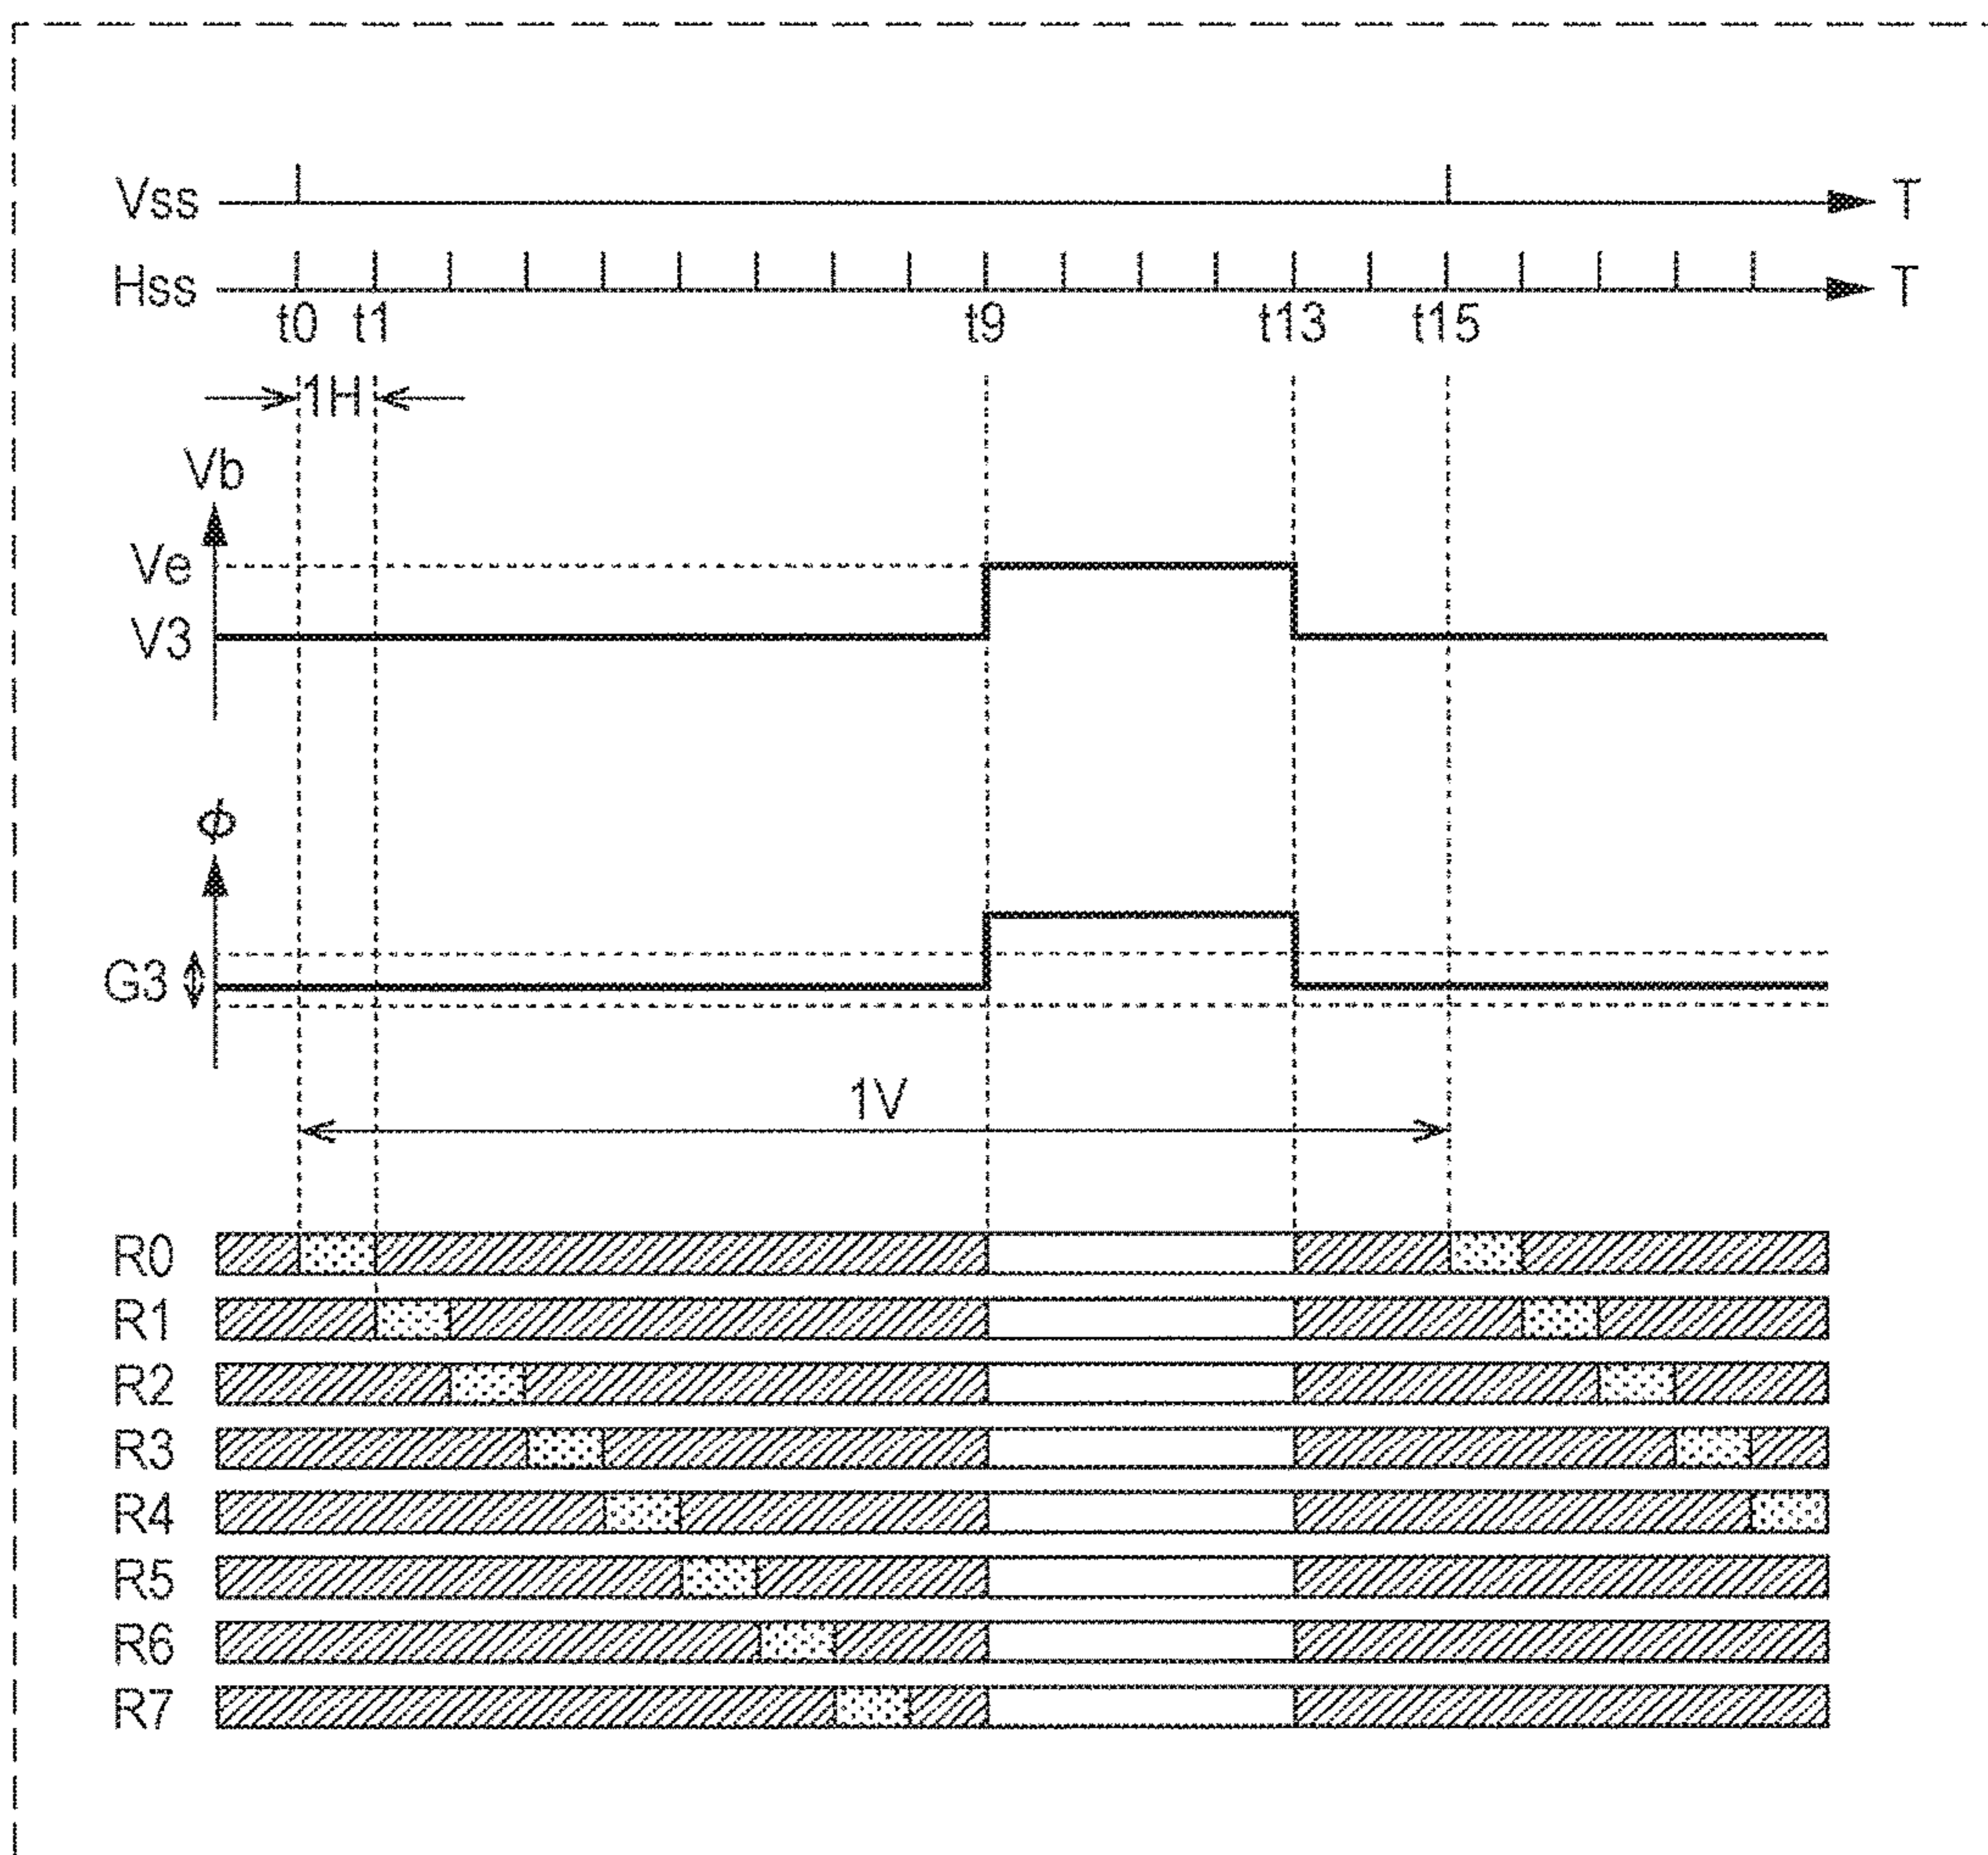 Vss T
Hss T
t0 t1 t9 t13 t15
1H
Vb
Ve
V3
ϕ
G3
1V
R0
R1
R2
R3
R4
R5
R6
R7